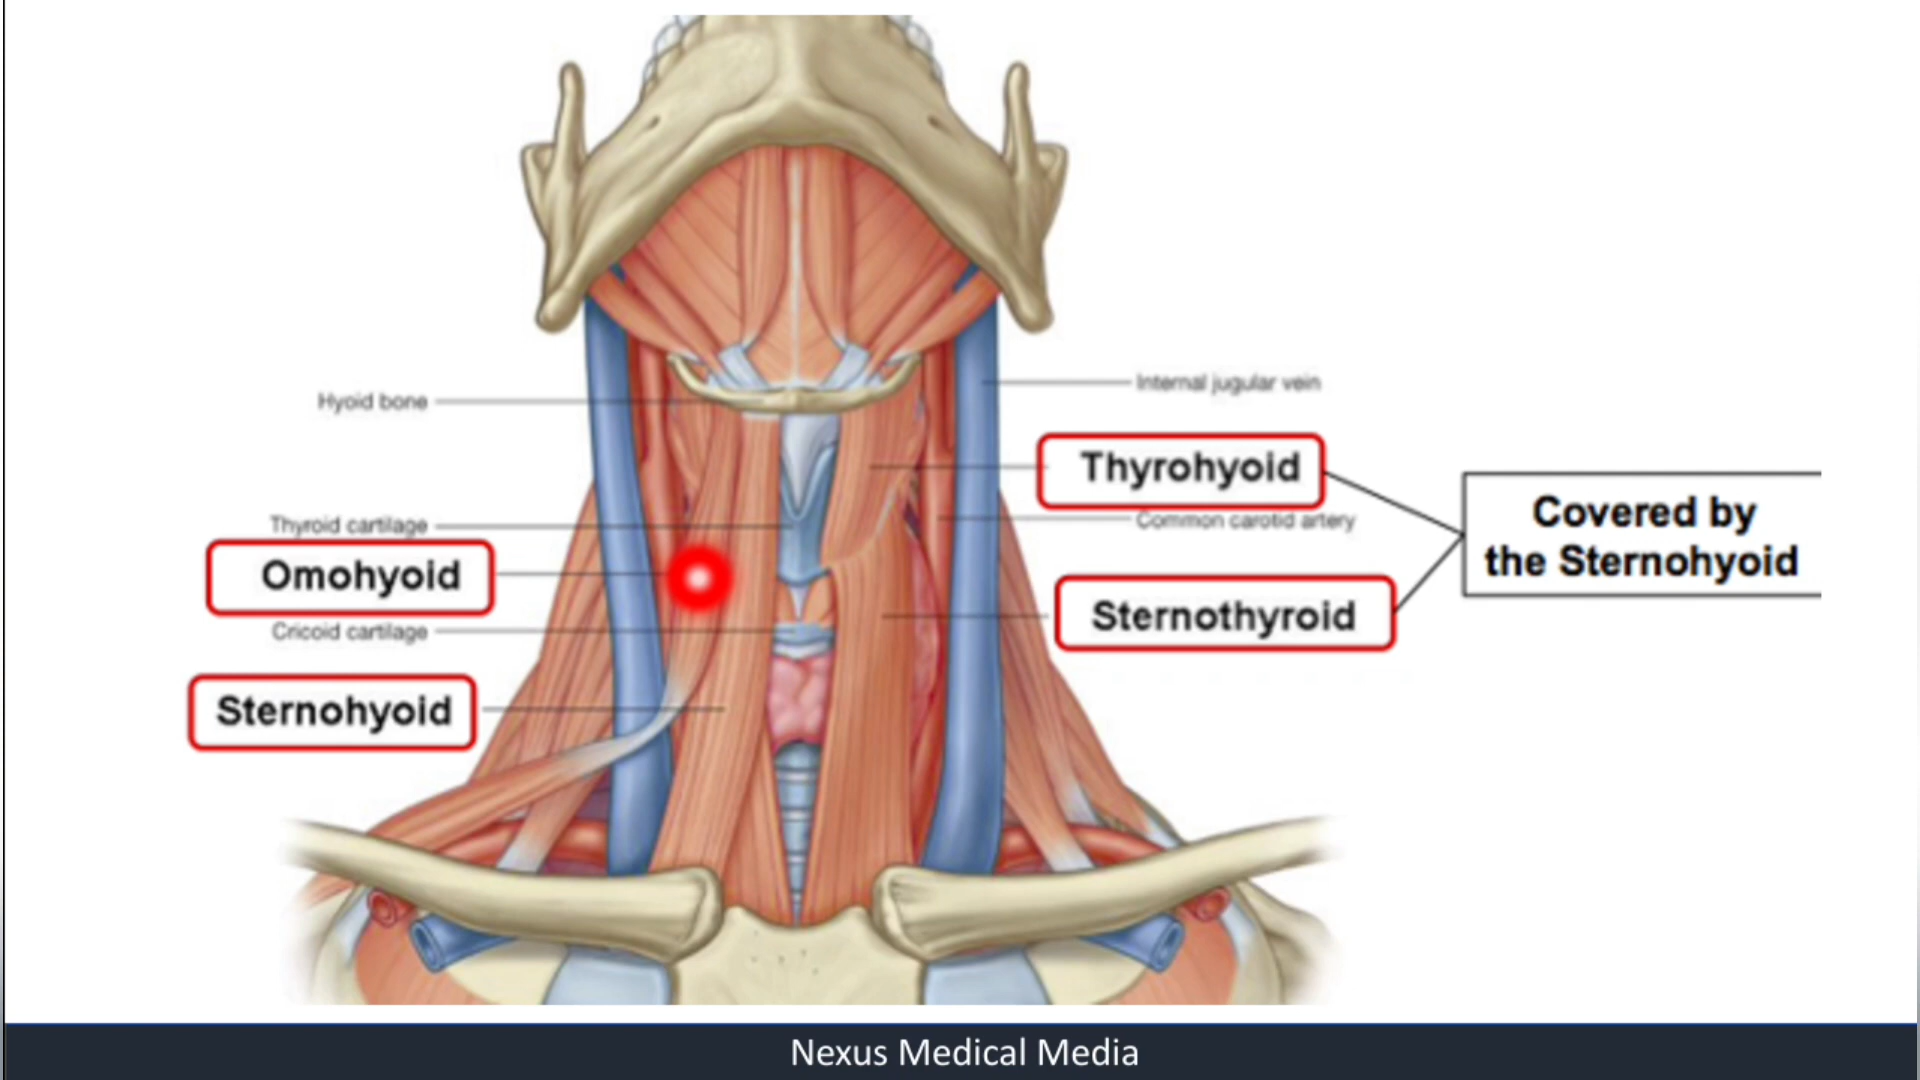 Hyoid bone
Thyroid cartilage
Omohyoid
Cricoid cartilage
Sternohyoid
Internal jugular vein
Thyrohyoid
Common carotid artery
Sternothyroid
Covered by
the Sternohyoid
Nexus Medical Media